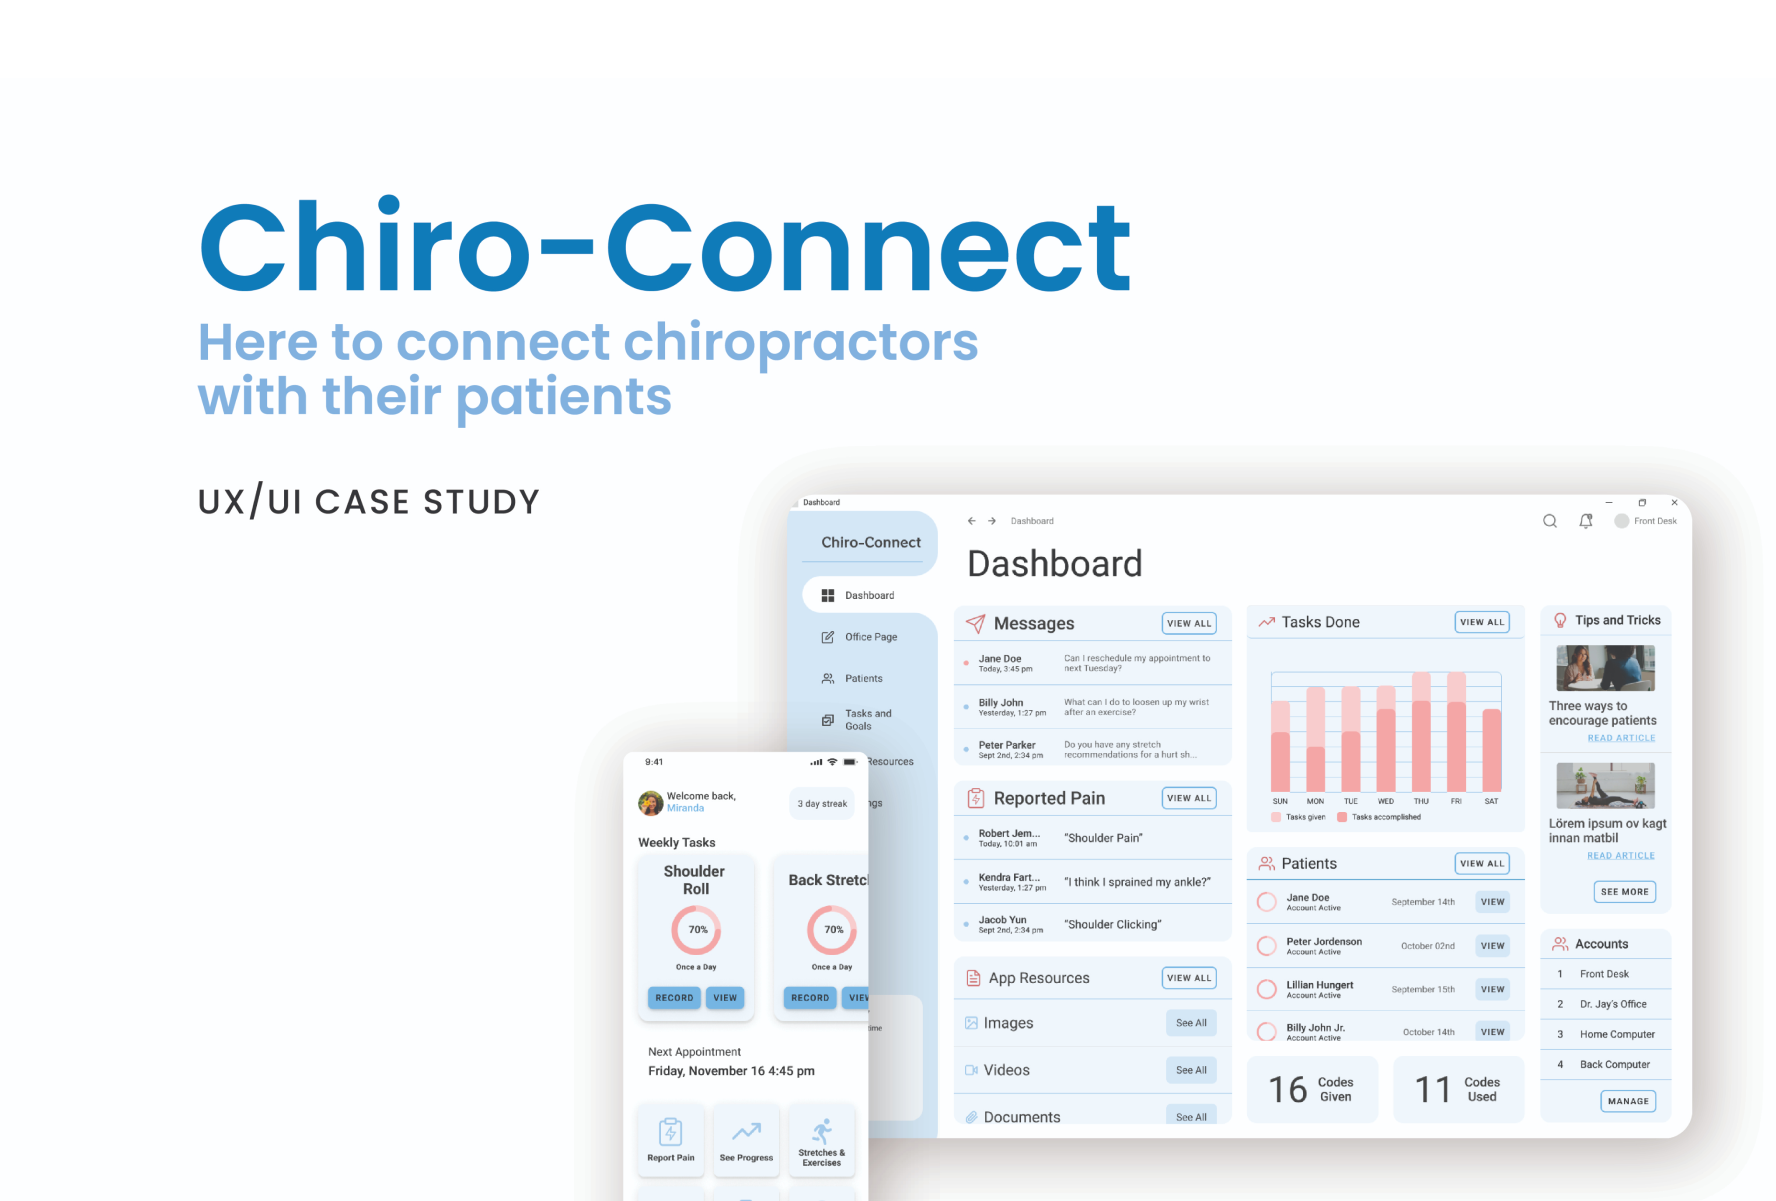 Chiro-Connect
Here to connect chiropractors
with their patients
UX/UI CASE STUDY
Dashboard
Chiro-Connect
Dashboard
Office Page
Patients
Tasks and
Goals
Resources
Dashboard
Front Desk
Dashboard
Messages
VIEW ALL
Jane Doe
Today, 3:45 pm
Can I reschedule my appointment to
next Tuesday?
Billy John
Yesterday, 1:27 pm
What can I do to loosen up my wrist
after an exercise?
Peter Parker
Sept 2nd, 2:34 pm
Do you have any stretch
recommendations for a hurt sh...
Reported Pain
VIEW ALL
Robert Jem...
Today, 10:01 am
“Shoulder Pain”
Kendra Fart...
Yesterday, 1:27 pm
“I think I sprained my ankle?”
Jacob Yun
Sept 2nd, 2:34 pm
“Shoulder Clicking”
App Resources
VIEW ALL
Images
See All
Videos
See All
Documents
See All
Tasks Done
VIEW ALL
SUN MON TUE WED THU FRI SAT
Tasks given Tasks accomplished
Patients
VIEW ALL
Jane Doe
Account Active
September 14th
VIEW
Peter Jordenson
Account Active
October 02nd
VIEW
Lillian Hungert
Account Active
September 15th
VIEW
Billy John Jr.
Account Active
October 14th
VIEW
16 Codes
Given
11 Codes
Used
Tips and Tricks
Three ways to
encourage patients
READ ARTICLE
Lörem ipsum ov kagt
innan matbil
READ ARTICLE
SEE MORE
Accounts
1 Front Desk
2 Dr. Jay's Office
3 Home Computer
4 Back Computer
MANAGE
9:41
Welcome back,
Miranda
3 day streak
Weekly Tasks
Shoulder
Roll
70%
Once a Day
RECORD VIEW
Back Stretc
70%
Once a Day
RECORD VIE
Next Appointment
Friday, November 16 4:45 pm
Report Pain
See Progress
Stretches &
Exercises